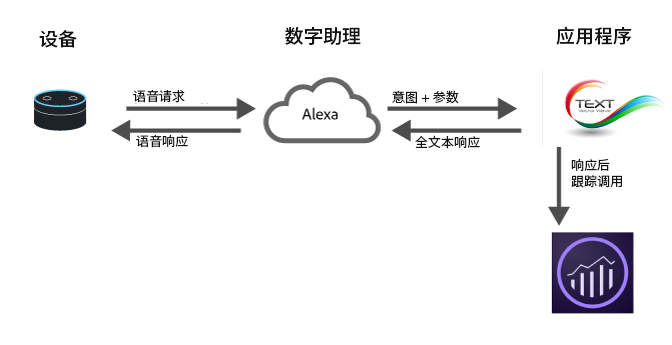 设备
数字助理
应用程序
语音请求
Alexa
意图 + 参数
TEXT
语音响应
全文本响应
响应后
跟踪调用